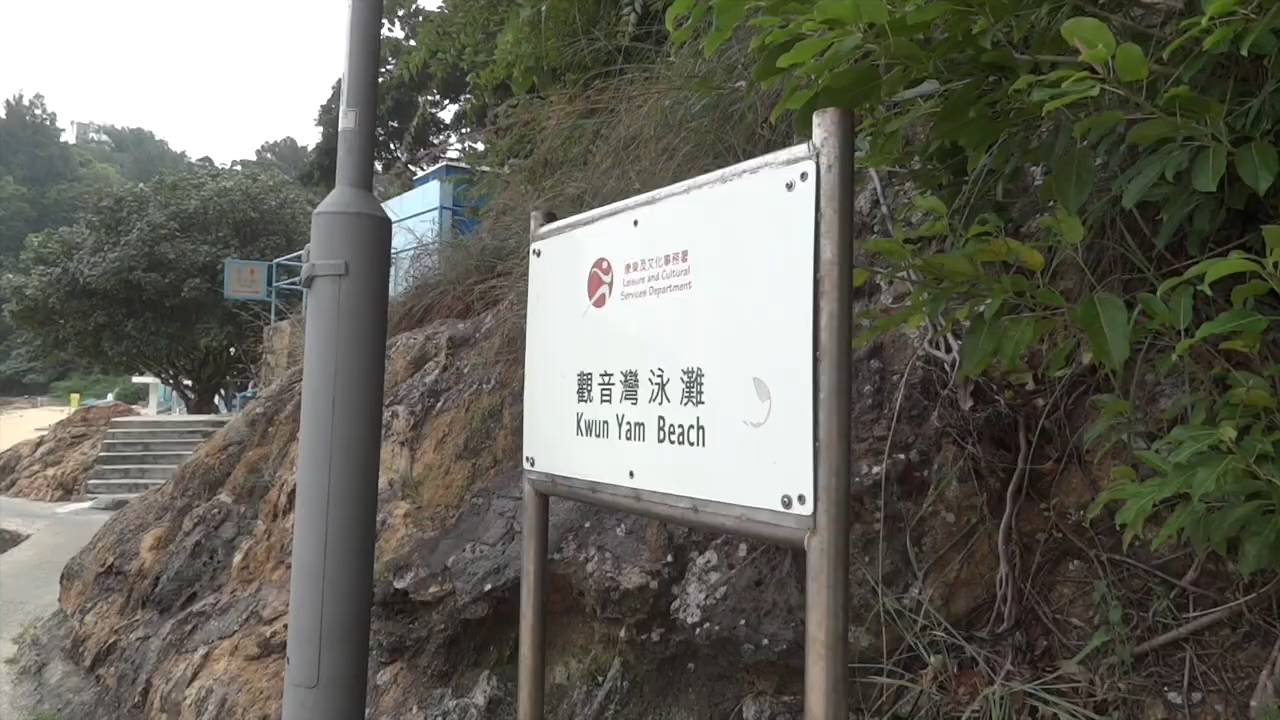 康樂及文化事務署
Leisure and Cultural
Services Department
觀音灣泳灘
Kwun Yam Beach